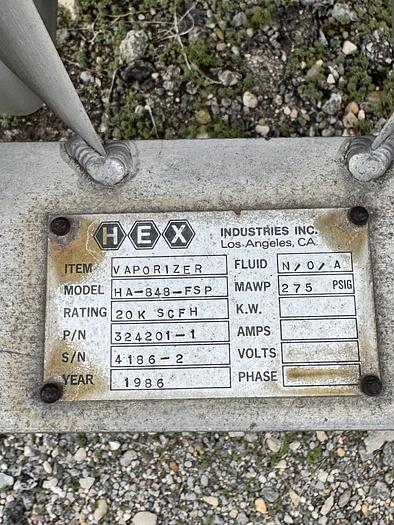 HEX INDUSTRIES INC.
Los Angeles, CA.
ITEM VAPORIZER FLUID N/O/A
MODEL HA-848-FSP MAWP 275 PSIG
RATING 20K SCFH K.W.
P/N 324201-1 AMPS
S/N 4186-2 VOLTS
YEAR 1986 PHASE